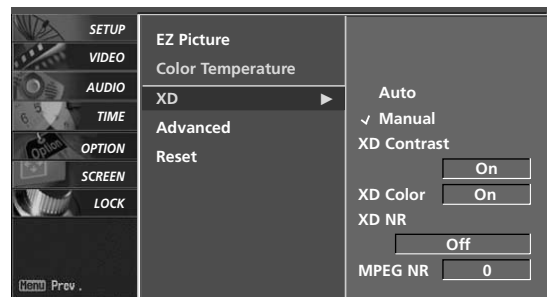 SETUP
VIDEO
AUDIO
TIME
OPTION
SCREEN
LOCK
Menu Prev.
EZ Picture
Color Temperature
XD ►
Advanced
Reset
Auto
✓ Manual
XD Contrast
On
XD Color On
XD NR
Off
MPEG NR 0